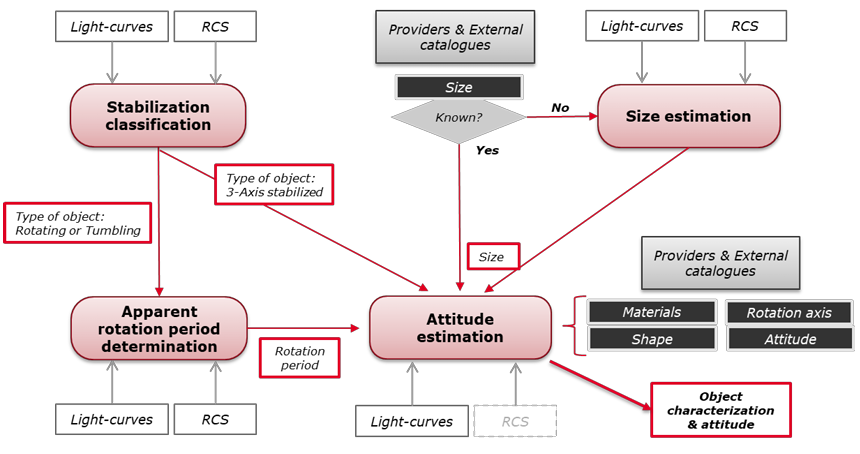 Light-curves
RCS
Providers & External
catalogues
Light-curves
RCS
Size
Stabilization
classification
Known?
No
Size estimation
Yes
Type of object:
3-Axis stabilized
Type of object:
Rotating or Tumbling
Size
Providers & External
catalogues
Apparent
rotation period
determination
Attitude
estimation
Materials
Rotation axis
Shape
Attitude
Rotation
period
Light-curves
RCS
Light-curves
RCS
Object
characterization
& attitude